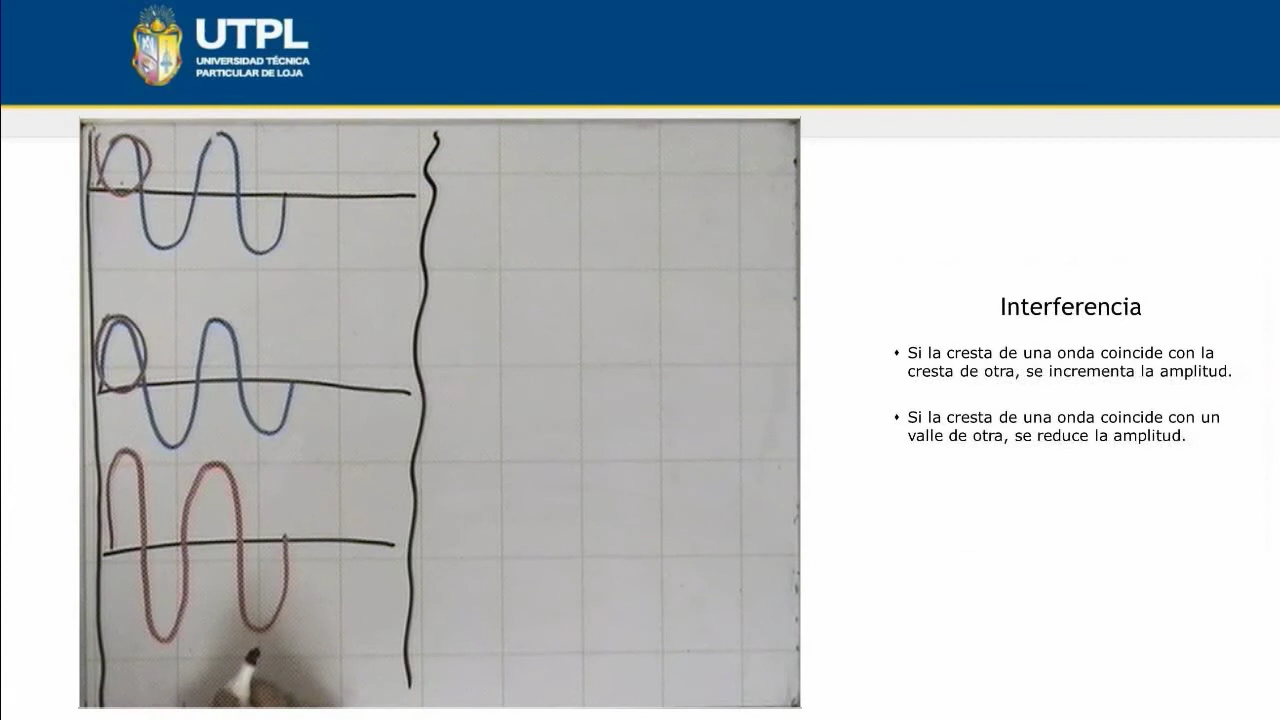 UTPL
UNIVERSIDAD TÉCNICA
PARTICULAR DE LOJA
Interferencia
Si la cresta de una onda coincide con la
cresta de otra, se incrementa la amplitud.
Si la cresta de una onda coincide con un
valle de otra, se reduce la amplitud.